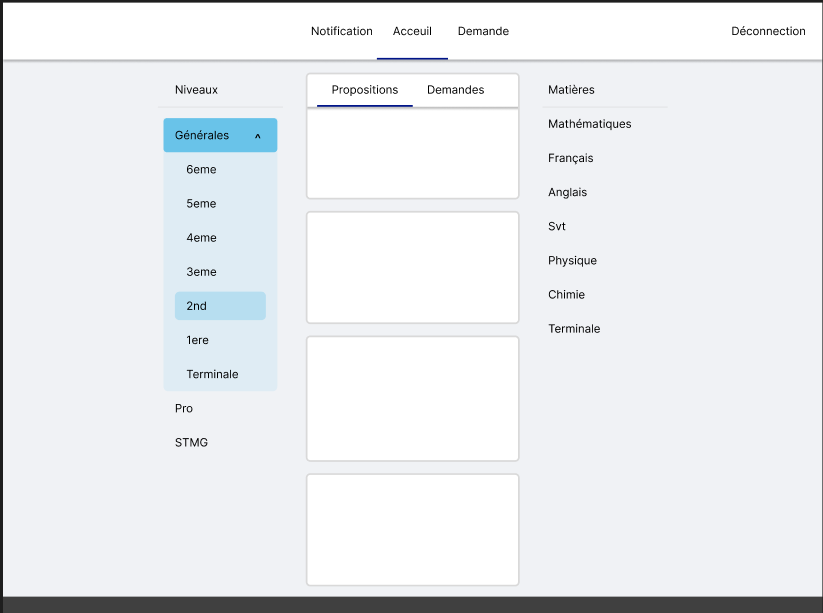 Notification Acceuil Demande Déconnection
Niveaux
Générales ^
6eme
5eme
4eme
3eme
2nd
1ere
Terminale
Pro
STMG
Propositions Demandes
Matières
Mathématiques
Français
Anglais
Svt
Physique
Chimie
Terminale